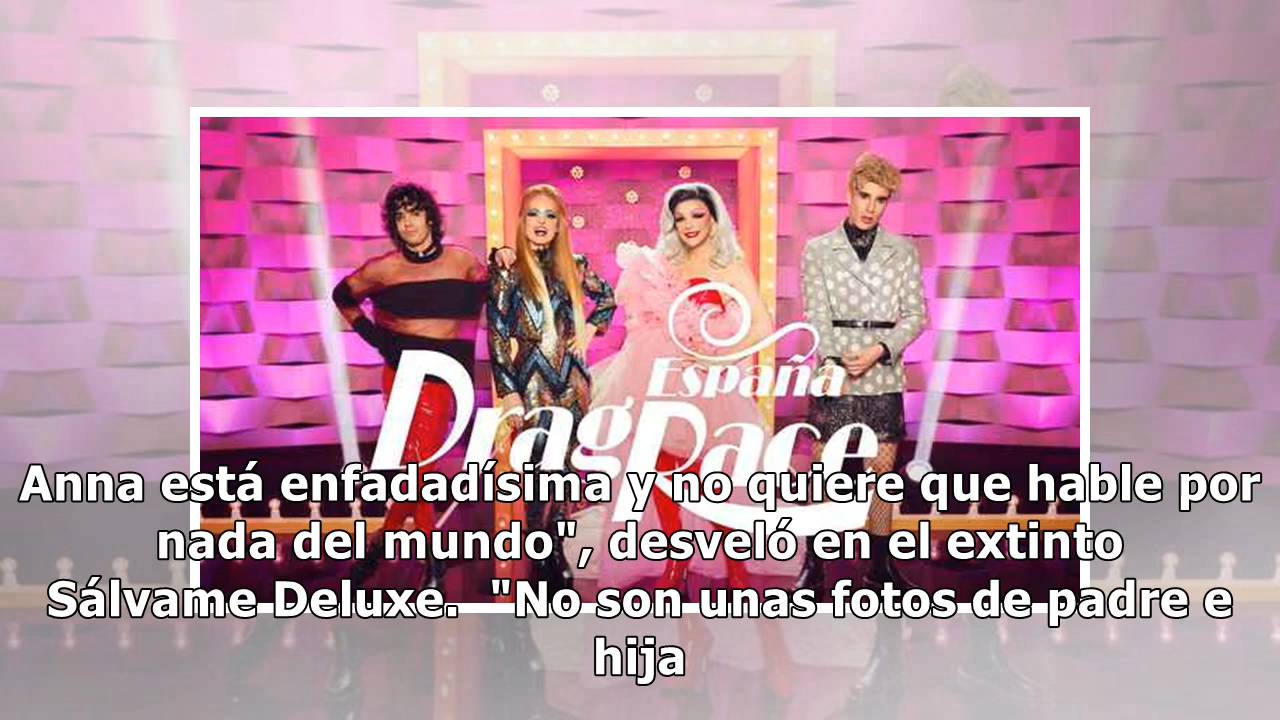 España
Drag Race
Anna está enfadadísima y no quiere que hable por
nada del mundo", desveló en el extinto
Sálvame Deluxe.  "No son unas fotos de padre e
hija